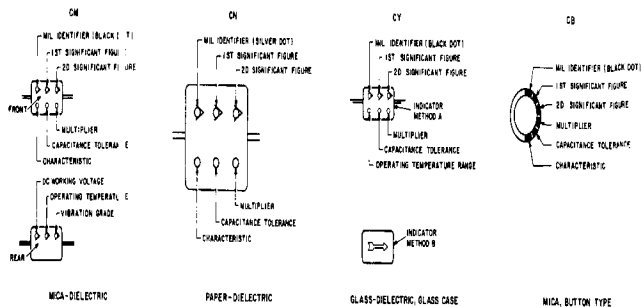 CM
MIL IDENTIFIER (BLACK
1ST SIGNIFICANT
2D SIGNIFICANT
FRONT
MULTIPLIER
CAPACITANCE
CHARACTERISTIC
DC WORKING VOLTAGE
OPERATING
VIBRATION GRADE
REAR
MICA-DIELECTRIC
CN
MIL IDENTIFIER (SILVER DOT)
1ST SIGNIFICANT FIGURE
2D SIGNIFICANT FIGURE
MULTIPLIER
CAPACITANCE TOLERANCE
CHARACTERISTIC
PAPER-DIELECTRIC
CY
MIL IDENTIFIER (BLACK DOT)
1ST SIGNIFICANT FIGURE
2D SIGNIFICANT FIGURE
INDICATOR
METHOD A
MULTIPLIER
CAPACITANCE TOLERANCE
OPERATING TEMPERATURE RANGE
INDICATOR
METHOD B
GLASS-DIELECTRIC, GLASS CASE
CB
MIL IDENTIFIER (BLACK DOT)
1ST SIGNIFICANT FIGURE
2D SIGNIFICANT FIGURE
MULTIPLIER
CAPACITANCE TOLERANCE
CHARACTERISTIC
MICA, BUTTON TYPE